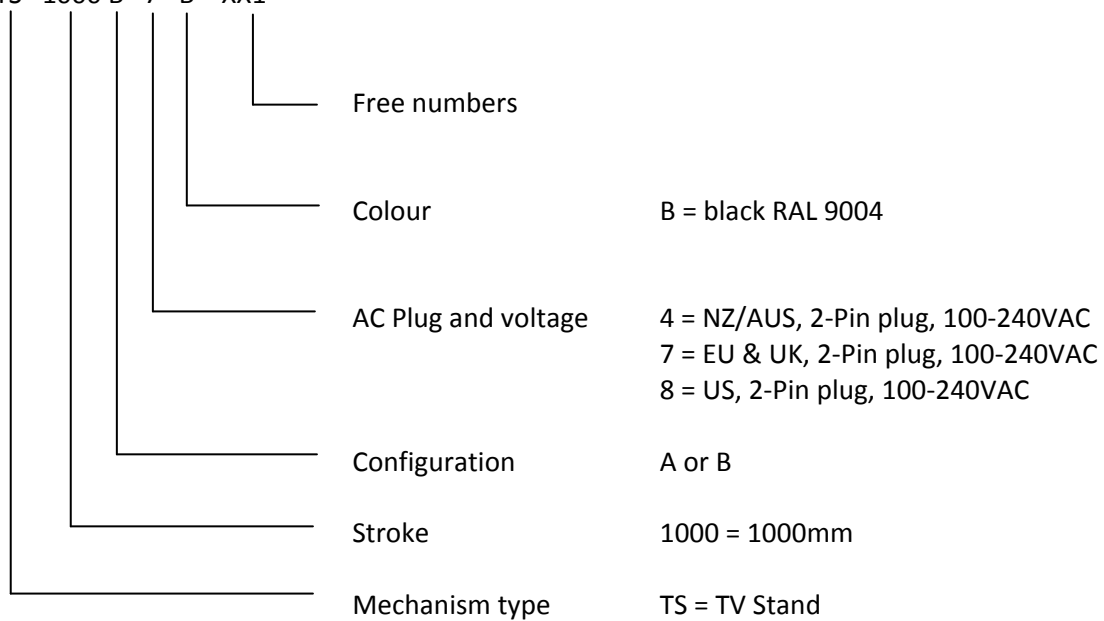 Free numbers
Colour B = black RAL 9004
AC Plug and voltage 4 = NZ/AUS, 2-Pin plug, 100-240VAC
7 = EU & UK, 2-Pin plug, 100-240VAC
8 = US, 2-Pin plug, 100-240VAC
Configuration A or B
Stroke 1000 = 1000mm
Mechanism type TS = TV Stand